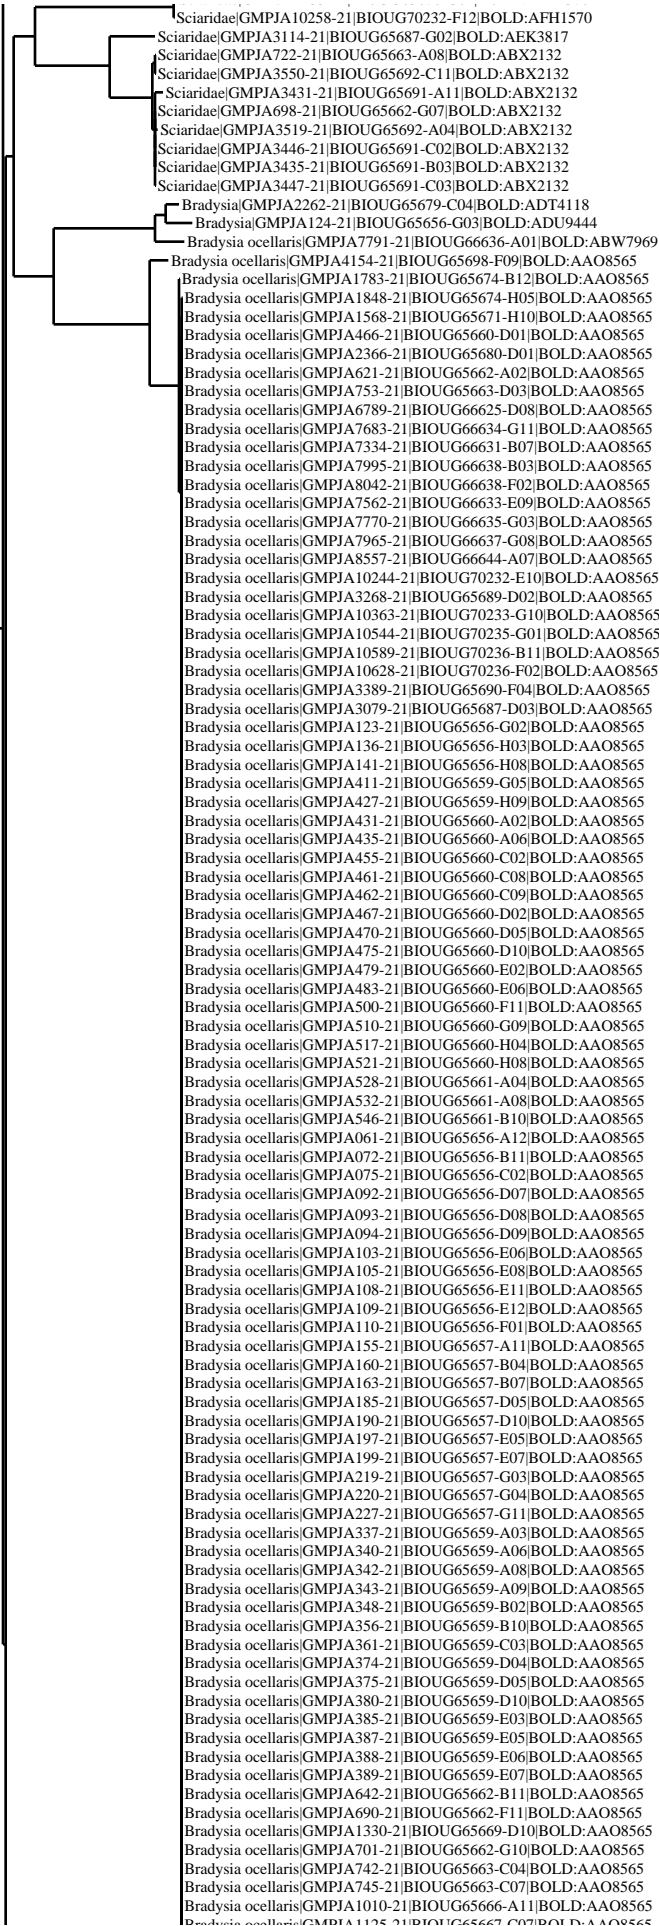 Sciaridae|GMPJA10258-21|BIOUG70232-F12|BOLD:AFH1570
Sciaridae|GMPJA3114-21|BIOUG65687-G02|BOLD:AEK3817
Sciaridae|GMPJA722-21|BIOUG65663-A08|BOLD:ABX2132
Sciaridae|GMPJA3550-21|BIOUG65692-C11|BOLD:ABX2132
Sciaridae|GMPJA3431-21|BIOUG65691-A11|BOLD:ABX2132
Sciaridae|GMPJA698-21|BIOUG65662-G07|BOLD:ABX2132
Sciaridae|GMPJA3519-21|BIOUG65692-A04|BOLD:ABX2132
Sciaridae|GMPJA3446-21|BIOUG65691-C02|BOLD:ABX2132
Sciaridae|GMPJA3435-21|BIOUG65691-B03|BOLD:ABX2132
Sciaridae|GMPJA3447-21|BIOUG65691-C03|BOLD:ABX2132
Bradysia|GMPJA2262-21|BIOUG65679-C04|BOLD:ADT4118
Bradysia|GMPJA124-21|BIOUG65656-G03|BOLD:ADU9444
Bradysia ocellaris|GMPJA7791-21|BIOUG66636-A01|BOLD:ABW7969
Bradysia ocellaris|GMPJA4154-21|BIOUG65698-F09|BOLD:AAO8565
Bradysia ocellaris|GMPJA1783-21|BIOUG65674-B12|BOLD:AAO8565
Bradysia ocellaris|GMPJA1848-21|BIOUG65674-H05|BOLD:AAO8565
Bradysia ocellaris|GMPJA1568-21|BIOUG65671-H10|BOLD:AAO8565
Bradysia ocellaris|GMPJA466-21|BIOUG65660-D01|BOLD:AAO8565
Bradysia ocellaris|GMPJA2366-21|BIOUG65680-D01|BOLD:AAO8565
Bradysia ocellaris|GMPJA621-21|BIOUG65662-A02|BOLD:AAO8565
Bradysia ocellaris|GMPJA753-21|BIOUG65663-D03|BOLD:AAO8565
Bradysia ocellaris|GMPJA6789-21|BIOUG66625-D08|BOLD:AAO8565
Bradysia ocellaris|GMPJA7683-21|BIOUG66634-G11|BOLD:AAO8565
Bradysia ocellaris|GMPJA7334-21|BIOUG66631-B07|BOLD:AAO8565
Bradysia ocellaris|GMPJA7995-21|BIOUG66638-B03|BOLD:AAO8565
Bradysia ocellaris|GMPJA8042-21|BIOUG66638-F02|BOLD:AAO8565
Bradysia ocellaris|GMPJA7562-21|BIOUG66633-E09|BOLD:AAO8565
Bradysia ocellaris|GMPJA7770-21|BIOUG66635-G03|BOLD:AAO8565
Bradysia ocellaris|GMPJA7965-21|BIOUG66637-G08|BOLD:AAO8565
Bradysia ocellaris|GMPJA8557-21|BIOUG66644-A07|BOLD:AAO8565
Bradysia ocellaris|GMPJA10244-21|BIOUG70232-E10|BOLD:AAO8565
Bradysia ocellaris|GMPJA3268-21|BIOUG65689-D02|BOLD:AAO8565
Bradysia ocellaris|GMPJA10363-21|BIOUG70233-G10|BOLD:AAO8565
Bradysia ocellaris|GMPJA10544-21|BIOUG70235-G01|BOLD:AAO8565
Bradysia ocellaris|GMPJA10589-21|BIOUG70236-B11|BOLD:AAO8565
Bradysia ocellaris|GMPJA10628-21|BIOUG70236-F02|BOLD:AAO8565
Bradysia ocellaris|GMPJA3389-21|BIOUG65690-F04|BOLD:AAO8565
Bradysia ocellaris|GMPJA3079-21|BIOUG65687-D03|BOLD:AAO8565
Bradysia ocellaris|GMPJA123-21|BIOUG65656-G02|BOLD:AAO8565
Bradysia ocellaris|GMPJA136-21|BIOUG65656-H03|BOLD:AAO8565
Bradysia ocellaris|GMPJA141-21|BIOUG65656-H08|BOLD:AAO8565
Bradysia ocellaris|GMPJA411-21|BIOUG65659-G05|BOLD:AAO8565
Bradysia ocellaris|GMPJA427-21|BIOUG65659-H09|BOLD:AAO8565
Bradysia ocellaris|GMPJA431-21|BIOUG65660-A02|BOLD:AAO8565
Bradysia ocellaris|GMPJA435-21|BIOUG65660-A06|BOLD:AAO8565
Bradysia ocellaris|GMPJA455-21|BIOUG65660-C02|BOLD:AAO8565
Bradysia ocellaris|GMPJA461-21|BIOUG65660-C08|BOLD:AAO8565
Bradysia ocellaris|GMPJA462-21|BIOUG65660-C09|BOLD:AAO8565
Bradysia ocellaris|GMPJA467-21|BIOUG65660-D02|BOLD:AAO8565
Bradysia ocellaris|GMPJA470-21|BIOUG65660-D05|BOLD:AAO8565
Bradysia ocellaris|GMPJA475-21|BIOUG65660-D10|BOLD:AAO8565
Bradysia ocellaris|GMPJA479-21|BIOUG65660-E02|BOLD:AAO8565
Bradysia ocellaris|GMPJA483-21|BIOUG65660-E06|BOLD:AAO8565
Bradysia ocellaris|GMPJA500-21|BIOUG65660-F11|BOLD:AAO8565
Bradysia ocellaris|GMPJA510-21|BIOUG65660-G09|BOLD:AAO8565
Bradysia ocellaris|GMPJA517-21|BIOUG65660-H04|BOLD:AAO8565
Bradysia ocellaris|GMPJA521-21|BIOUG65660-H08|BOLD:AAO8565
Bradysia ocellaris|GMPJA528-21|BIOUG65661-A04|BOLD:AAO8565
Bradysia ocellaris|GMPJA532-21|BIOUG65661-A08|BOLD:AAO8565
Bradysia ocellaris|GMPJA546-21|BIOUG65661-B10|BOLD:AAO8565
Bradysia ocellaris|GMPJA061-21|BIOUG65656-A12|BOLD:AAO8565
Bradysia ocellaris|GMPJA072-21|BIOUG65656-B11|BOLD:AAO8565
Bradysia ocellaris|GMPJA075-21|BIOUG65656-C02|BOLD:AAO8565
Bradysia ocellaris|GMPJA092-21|BIOUG65656-D07|BOLD:AAO8565
Bradysia ocellaris|GMPJA093-21|BIOUG65656-D08|BOLD:AAO8565
Bradysia ocellaris|GMPJA094-21|BIOUG65656-D09|BOLD:AAO8565
Bradysia ocellaris|GMPJA103-21|BIOUG65656-E06|BOLD:AAO8565
Bradysia ocellaris|GMPJA105-21|BIOUG65656-E08|BOLD:AAO8565
Bradysia ocellaris|GMPJA108-21|BIOUG65656-E11|BOLD:AAO8565
Bradysia ocellaris|GMPJA109-21|BIOUG65656-E12|BOLD:AAO8565
Bradysia ocellaris|GMPJA110-21|BIOUG65656-F01|BOLD:AAO8565
Bradysia ocellaris|GMPJA155-21|BIOUG65657-A11|BOLD:AAO8565
Bradysia ocellaris|GMPJA160-21|BIOUG65657-B04|BOLD:AAO8565
Bradysia ocellaris|GMPJA163-21|BIOUG65657-B07|BOLD:AAO8565
Bradysia ocellaris|GMPJA185-21|BIOUG65657-D05|BOLD:AAO8565
Bradysia ocellaris|GMPJA190-21|BIOUG65657-D10|BOLD:AAO8565
Bradysia ocellaris|GMPJA197-21|BIOUG65657-E05|BOLD:AAO8565
Bradysia ocellaris|GMPJA199-21|BIOUG65657-E07|BOLD:AAO8565
Bradysia ocellaris|GMPJA219-21|BIOUG65657-G03|BOLD:AAO8565
Bradysia ocellaris|GMPJA220-21|BIOUG65657-G04|BOLD:AAO8565
Bradysia ocellaris|GMPJA227-21|BIOUG65657-G11|BOLD:AAO8565
Bradysia ocellaris|GMPJA337-21|BIOUG65659-A03|BOLD:AAO8565
Bradysia ocellaris|GMPJA340-21|BIOUG65659-A06|BOLD:AAO8565
Bradysia ocellaris|GMPJA342-21|BIOUG65659-A08|BOLD:AAO8565
Bradysia ocellaris|GMPJA343-21|BIOUG65659-A09|BOLD:AAO8565
Bradysia ocellaris|GMPJA348-21|BIOUG65659-B02|BOLD:AAO8565
Bradysia ocellaris|GMPJA356-21|BIOUG65659-B10|BOLD:AAO8565
Bradysia ocellaris|GMPJA361-21|BIOUG65659-C03|BOLD:AAO8565
Bradysia ocellaris|GMPJA374-21|BIOUG65659-D04|BOLD:AAO8565
Bradysia ocellaris|GMPJA375-21|BIOUG65659-D05|BOLD:AAO8565
Bradysia ocellaris|GMPJA380-21|BIOUG65659-D10|BOLD:AAO8565
Bradysia ocellaris|GMPJA385-21|BIOUG65659-E03|BOLD:AAO8565
Bradysia ocellaris|GMPJA387-21|BIOUG65659-E05|BOLD:AAO8565
Bradysia ocellaris|GMPJA388-21|BIOUG65659-E06|BOLD:AAO8565
Bradysia ocellaris|GMPJA389-21|BIOUG65659-E07|BOLD:AAO8565
Bradysia ocellaris|GMPJA642-21|BIOUG65662-B11|BOLD:AAO8565
Bradysia ocellaris|GMPJA690-21|BIOUG65662-F11|BOLD:AAO8565
Bradysia ocellaris|GMPJA1330-21|BIOUG65669-D10|BOLD:AAO8565
Bradysia ocellaris|GMPJA701-21|BIOUG65662-G10|BOLD:AAO8565
Bradysia ocellaris|GMPJA742-21|BIOUG65663-C04|BOLD:AAO8565
Bradysia ocellaris|GMPJA745-21|BIOUG65663-C07|BOLD:AAO8565
Bradysia ocellaris|GMPJA1010-21|BIOUG65666-A11|BOLD:AAO8565
Bradysia ocellaris|GMPJA1125-21|BIOUG65667-C07|BOLD:AAO8565